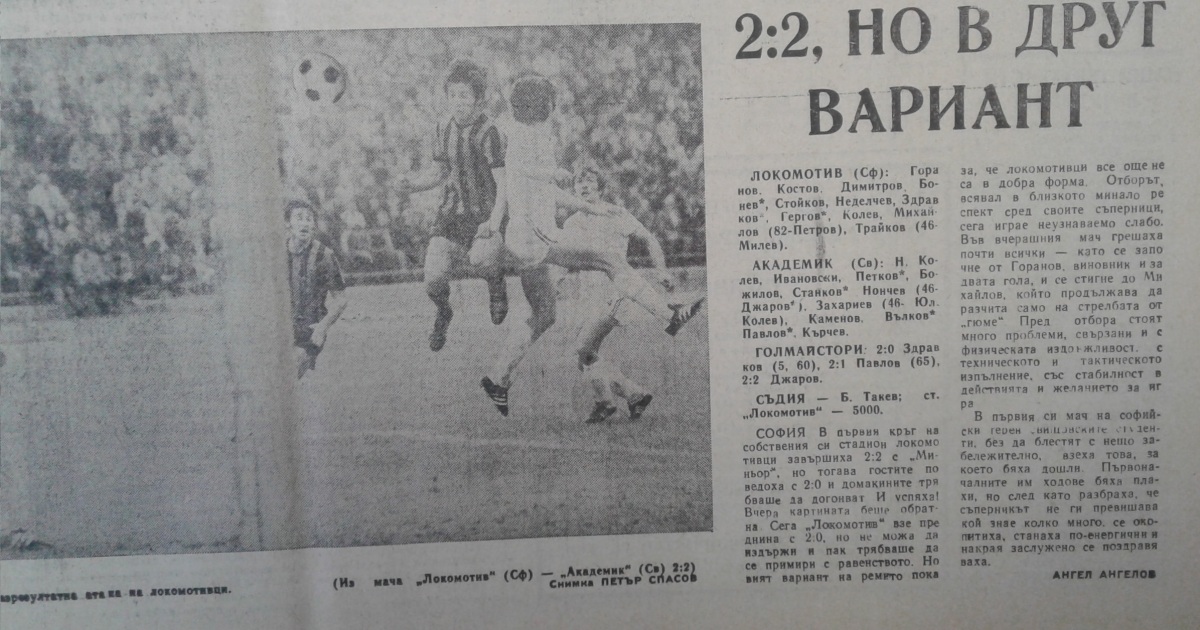 2:2, НО В ДРУГ
ВАРИАНТ
ЛОКОМОТИВ (Сф): Гора
нов, Костов, Димитров, Бо-
нев*, Стойков, Неделчев, Здрав
ков*, Гергов*, Колев, Михай-
лов (82-Петров), Трайков (46-
Милев).
АКАДЕМИК (Св): Н. Ко-
лев, Ивановски, Петков*, Бо-
жилов, Станков* Нончев (46-
Джаров*), Захариев (46- Юл.
Колев), Каменов, Вълков*
Павлов*, Кърчев.
ГОЛМАЙСТОРИ: 2:0 Здрав
ков (5, 60), 2:1 Павлов (65),
2:2 Джаров.
СЪДИЯ — Б. Такев; ст.
„Локомотив" — 5000.
СОФИЯ В първия кръг на
собствения си стадион локомо
тивци завършиха 2:2 с „Ми-
ньор", но тогава гостите по
ведоха с 2:0 и домакините тря
бваше да догонват И успяха!
Вчера картината беше обрат-
на Сега „Локомотив" взе пре
днина с 2:0, но не можа да
издържи и пак трябваше да
се примири с равенството. Но
вият вариант на ремито пока
за, че локомотивци все още не
са в добра форма. Отборът,
всявал в близкото минало ре
спект сред своите съперници,
сега играе неузнаваемо слабо.
Във вчерашния мач грешаха
почти всички — като се запо
чне от Горанов, виновник и за
двата гола, и се стигне до Ми
хайлов, който продължава да
разчита само на стрелбата от
„гюме" Пред отбора стоят
много проблеми, свързани и с
физическата издръжливост, с
техническото и тактическото
изпълнение, със стабилност в
действията и желанието за иг
ра
В първия си мач на софий-
ски терен свищовските студен-
ти, без да блестят с нещо за-
бележително, взеха това, за
което бяха дошли. Първона-
чалните им ходове бяха пла-
хи, но след като разбраха, че
съперникът не ги превишава
кой знае колко много, се око-
питиха, станаха по-енергични и
накрая заслужено се поздравя
ваха.
АНГЕЛ АНГЕЛОВ
(Из мача „Локомотив" (Сф) — „Академик" (Св) 2:2)
Снимка ПЕТЪР СПАСОВ
атака на локомотивци.